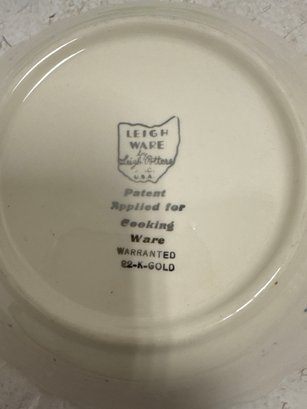 LEIGH
WARE
by
Leigh Potters
U.S.A.
Patent
Applied for
Cooking
Ware
WARRANTED
22-K-GOLD